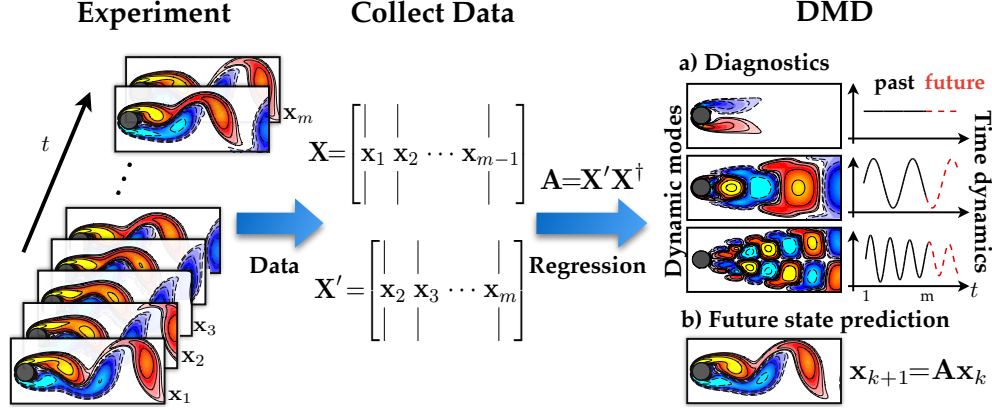 Experiment
Collect Data
DMD
t
x_m
x_3
x_2
x_1
Data
X=[x_1 x_2 ⋯ x_{m−1}]
X′=[x_2 x_3 ⋯ x_m]
A=X′X†
Regression
a) Diagnostics
past future
Dynamic modes
Time dynamics
1 m t
b) Future state prediction
x_{k+1}=Ax_k